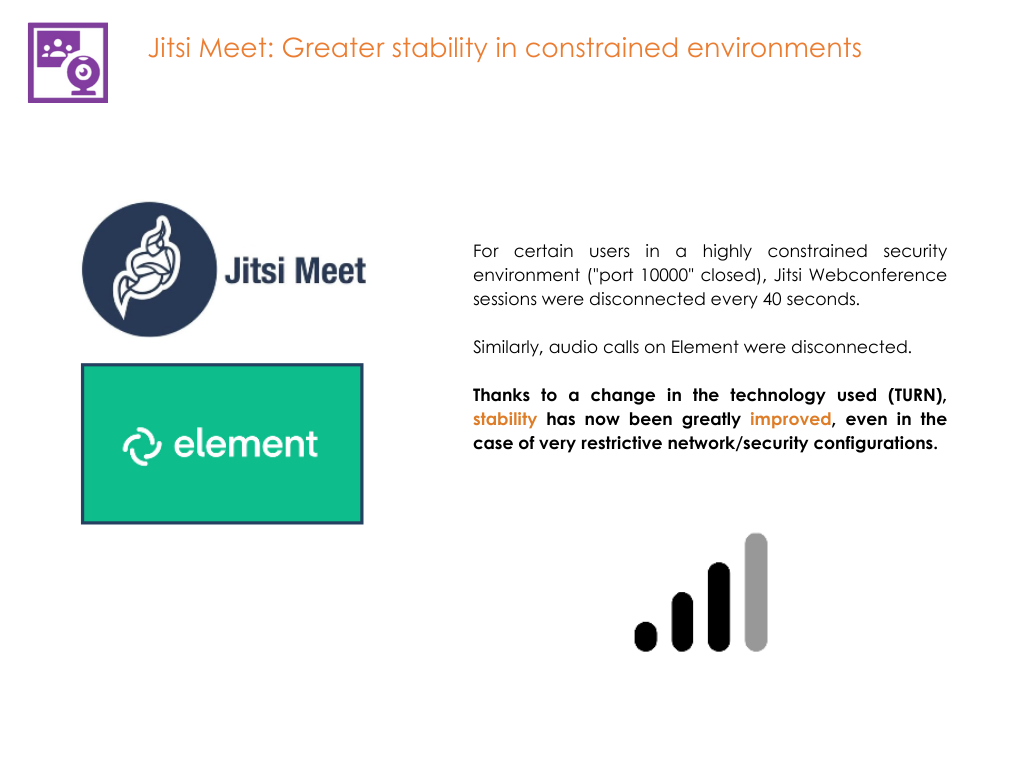 Jitsi Meet: Greater stability in constrained environments
Jitsi Meet
element
For certain users in a highly constrained security
environment ("port 10000" closed), Jitsi Webconference
sessions were disconnected every 40 seconds.
Similarly, audio calls on Element were disconnected.
Thanks to a change in the technology used (TURN),
stability has now been greatly improved, even in the
case of very restrictive network/security configurations.